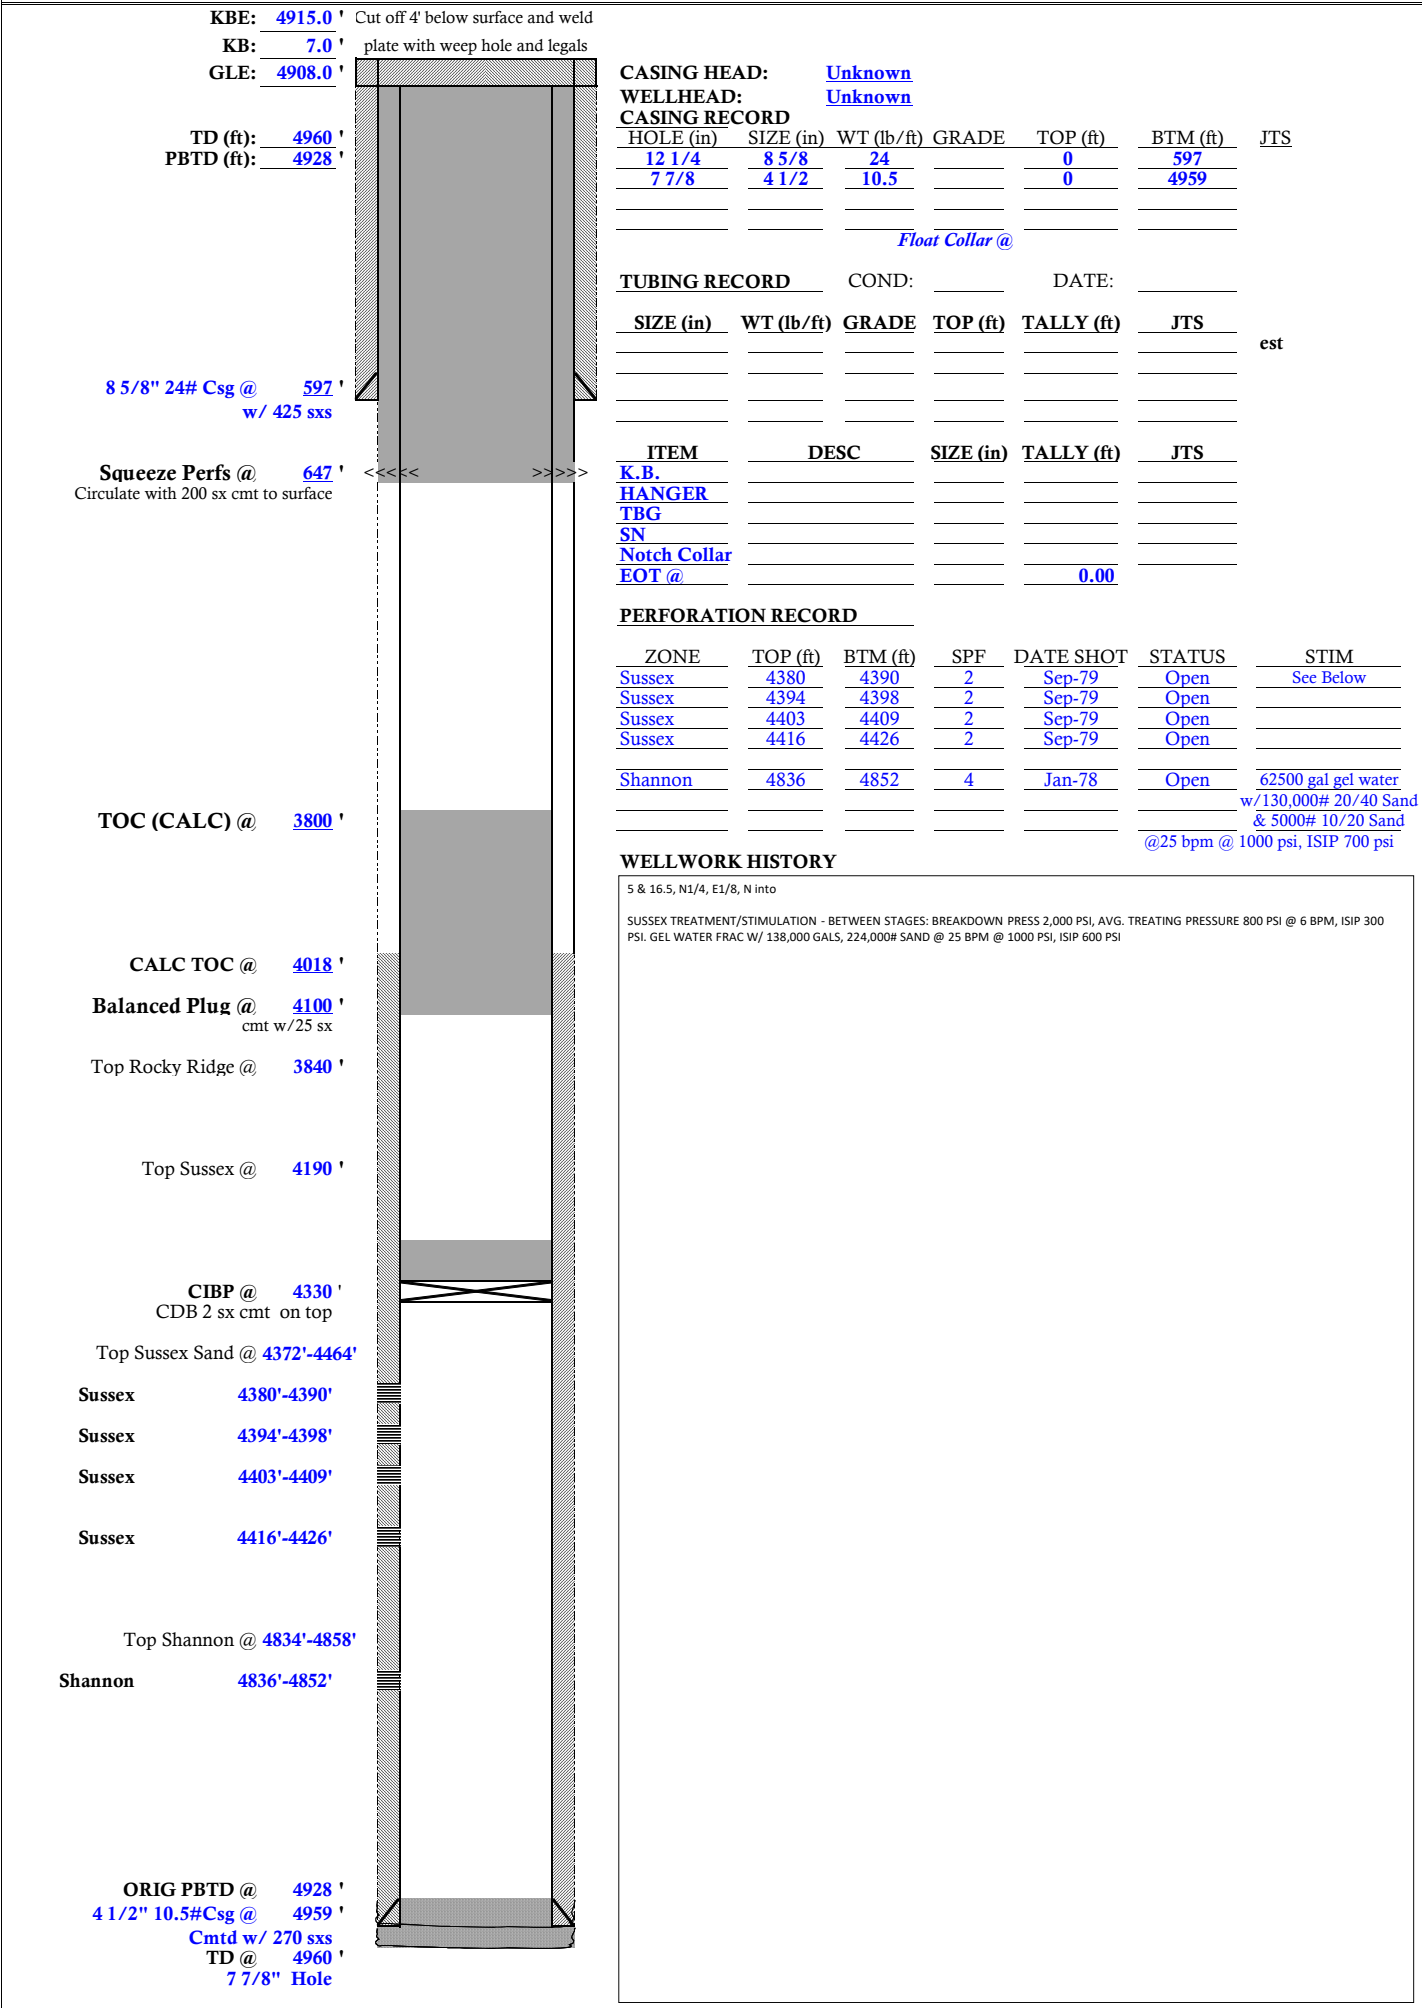 KBE: 4915.0 ' Cut off 4' below surface and weld
KB: 7.0 ' plate with weep hole and legals
GLE: 4908.0 '
CASING HEAD: Unknown
WELLHEAD: Unknown
CASING RECORD
TD (ft): 4960 '
PBTD (ft): 4928 '
HOLE (in) SIZE (in) WT (lb/ft) GRADE TOP (ft) BTM (ft) JTS
12 1/4 8 5/8 24 0 597
7 7/8 4 1/2 10.5 0 4959
Float Collar @
TUBING RECORD COND: DATE:
SIZE (in) WT (lb/ft) GRADE TOP (ft) TALLY (ft) JTS
est
8 5/8" 24# Csg @ 597 '
w/ 425 sxs
Squeeze Perfs @ 647 ' <<<<< >>>>>
Circulate with 200 sx cmt to surface
ITEM DESC SIZE (in) TALLY (ft) JTS
K.B.
HANGER
TBG
SN
Notch Collar
EOT @ 0.00
PERFORATION RECORD
ZONE TOP (ft) BTM (ft) SPF DATE SHOT STATUS STIM
Sussex 4380 4390 2 Sep-79 Open See Below
Sussex 4394 4398 2 Sep-79 Open
Sussex 4403 4409 2 Sep-79 Open
Sussex 4416 4426 2 Sep-79 Open
Shannon 4836 4852 4 Jan-78 Open 62500 gal gel water
w/130,000# 20/40 Sand
& 5000# 10/20 Sand
@25 bpm @ 1000 psi, ISIP 700 psi
WELLWORK HISTORY
5 & 16.5, N1/4, E1/8, N into
SUSSEX TREATMENT/STIMULATION - BETWEEN STAGES: BREAKDOWN PRESS 2,000 PSI, AVG. TREATING PRESSURE 800 PSI @ 6 BPM, ISIP 300
PSI. GEL WATER FRAC W/ 138,000 GALS, 224,000# SAND @ 25 BPM @ 1000 PSI, ISIP 600 PSI
TOC (CALC) @ 3800 '
CALC TOC @ 4018 '
Balanced Plug @ 4100 '
cmt w/25 sx
Top Rocky Ridge @ 3840 '
Top Sussex @ 4190 '
CIBP @ 4330 '
CDB 2 sx cmt on top
Top Sussex Sand @ 4372'-4464'
Sussex 4380'-4390'
Sussex 4394'-4398'
Sussex 4403'-4409'
Sussex 4416'-4426'
Top Shannon @ 4834'-4858'
Shannon 4836'-4852'
ORIG PBTD @ 4928 '
4 1/2" 10.5#Csg @ 4959 '
Cmtd w/ 270 sxs
TD @ 4960 '
7 7/8" Hole